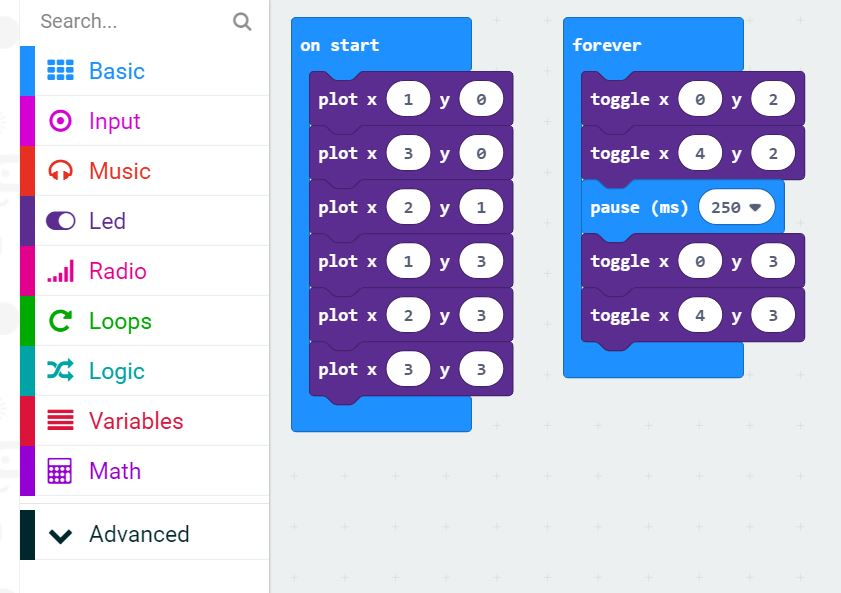 Search...
Basic
Input
Music
Led
Radio
Loops
Logic
Variables
Math
Advanced
on start
plot x 1 y 0
plot x 3 y 0
plot x 2 y 1
plot x 1 y 3
plot x 2 y 3
plot x 3 y 3
forever
toggle x 0 y 2
toggle x 4 y 2
pause (ms) 250
toggle x 0 y 3
toggle x 4 y 3